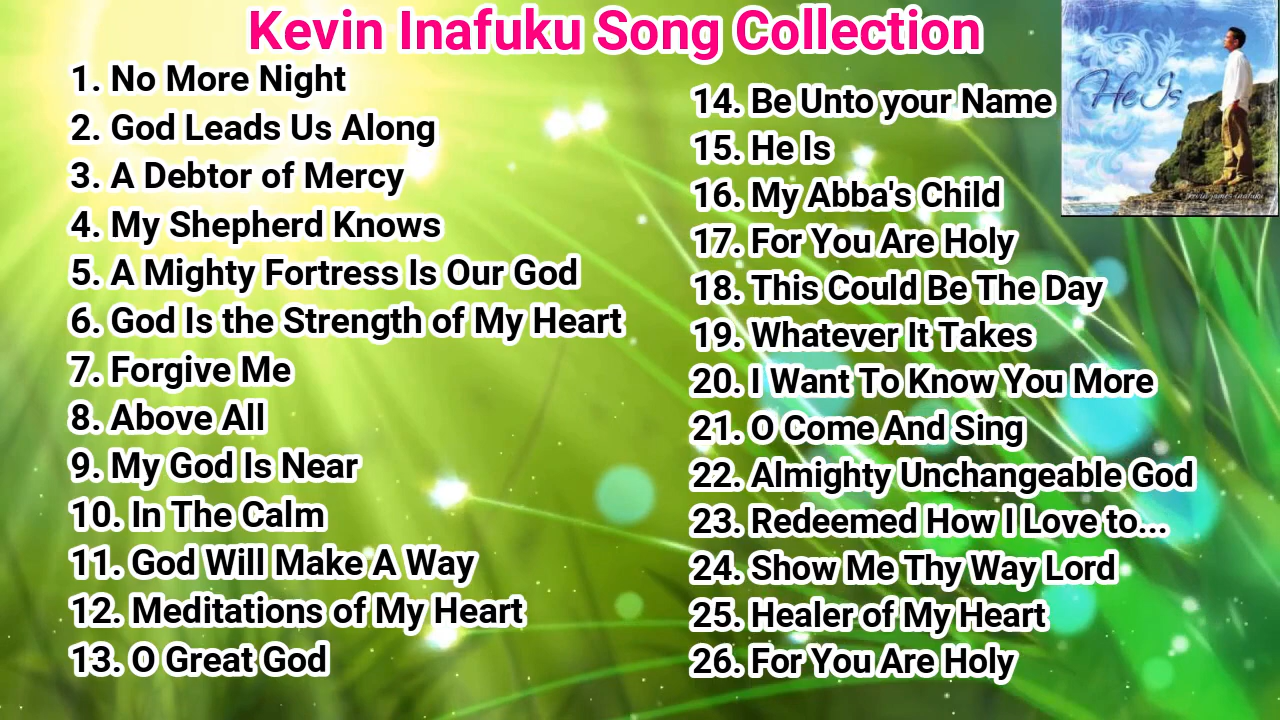 Kevin Inafuku Song Collection
1. No More Night
2. God Leads Us Along
3. A Debtor of Mercy
4. My Shepherd Knows
5. A Mighty Fortress Is Our God
6. God Is the Strength of My Heart
7. Forgive Me
8. Above All
9. My God Is Near
10. In The Calm
11. God Will Make A Way
12. Meditations of My Heart
13. O Great God
14. Be Unto your Name
15. He Is
16. My Abba's Child
17. For You Are Holy
18. This Could Be The Day
19. Whatever It Takes
20. I Want To Know You More
21. O Come And Sing
22. Almighty Unchangeable God
23. Redeemed How I Love to...
24. Show Me Thy Way Lord
25. Healer of My Heart
26. For You Are Holy
He Is
kevin james inafuku